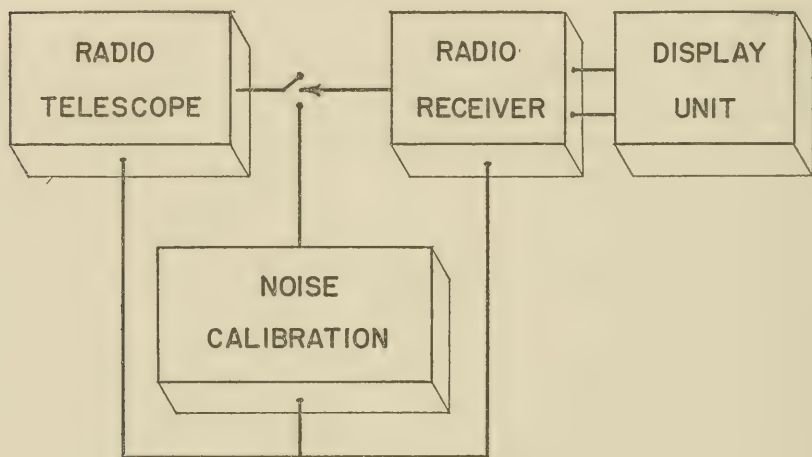 RADIO
TELESCOPE
RADIO
RECEIVER
DISPLAY
UNIT
NOISE
CALIBRATION